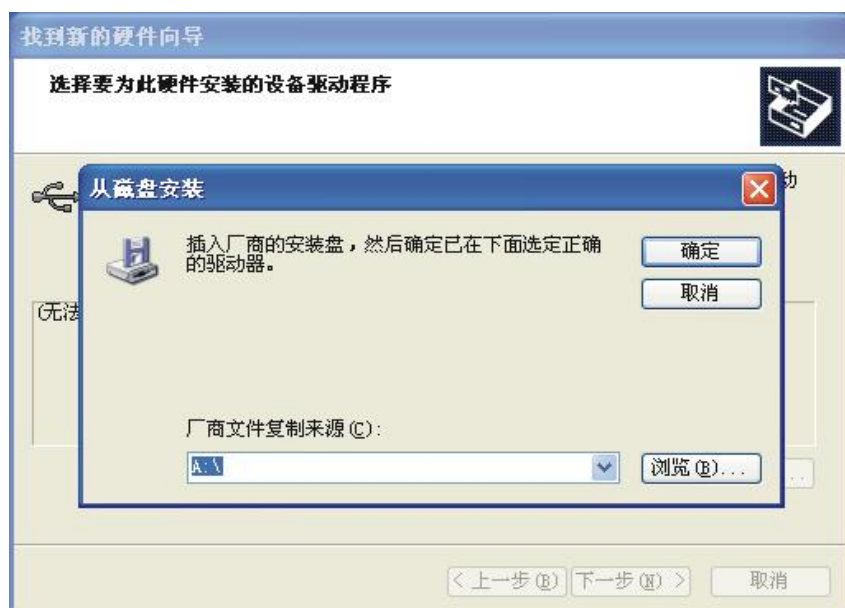 找到新的硬件向导
选择要为此硬件安装的设备驱动程序
动
从磁盘安装
插入厂商的安装盘，然后确定已在下面选定正确
的驱动器。
确定
取消
(无法
厂商文件复制来源(C):
A:\
浏览(B)...
..
< 上一步(B)
下一步(N) >
取消